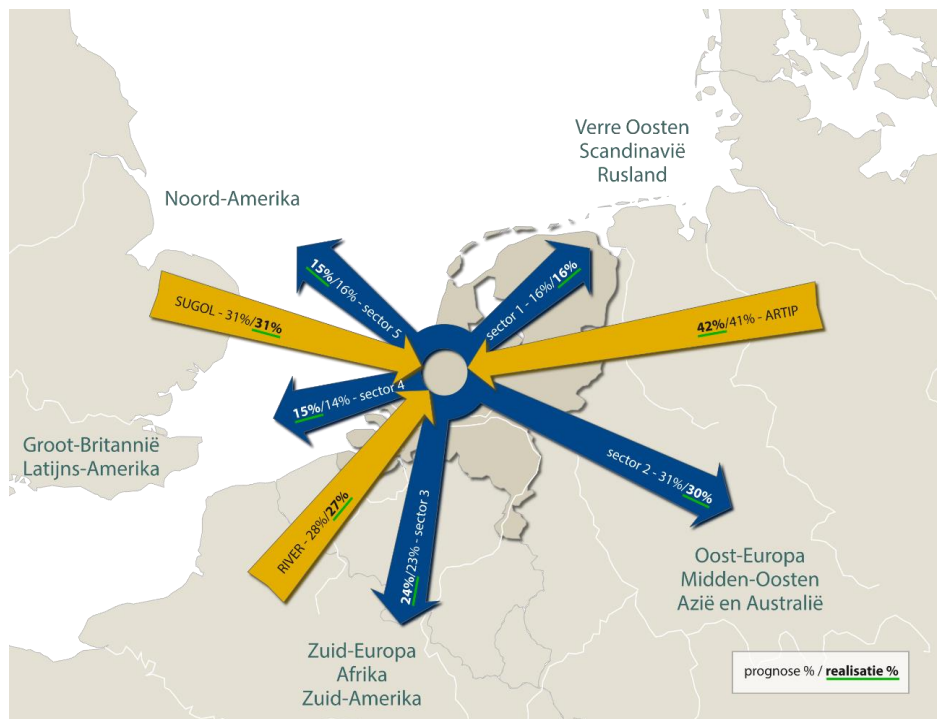 Verre Oosten
Scandinavië
Rusland
Noord-Amerika
15%/16% - sector 5
sector 1 - 16%/16%
SUGOL - 31%/31%
42%/41% - ARTIP
15%/14% - sector 4
Groot-Britannië
Latijns-Amerika
sector 2 - 31%/30%
RIVER - 28%/27%
24%/23% - sector 3
Oost-Europa
Midden-Oosten
Azië en Australië
Zuid-Europa
Afrika
Zuid-Amerika
prognose % / realisatie %